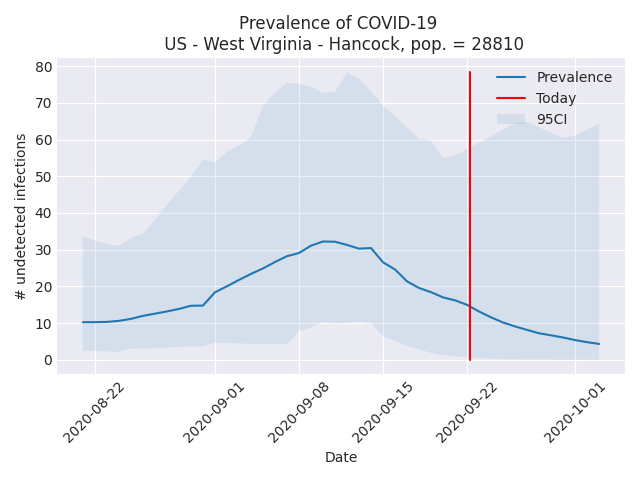 Prevalence of COVID-19
US - West Virginia - Hancock, pop. = 28810
# undetected infections
80
70
60
50
40
30
20
10
0
Prevalence
Today
95CI
2020-08-22
2020-09-01
2020-09-08
2020-09-15
2020-09-22
2020-10-01
Date